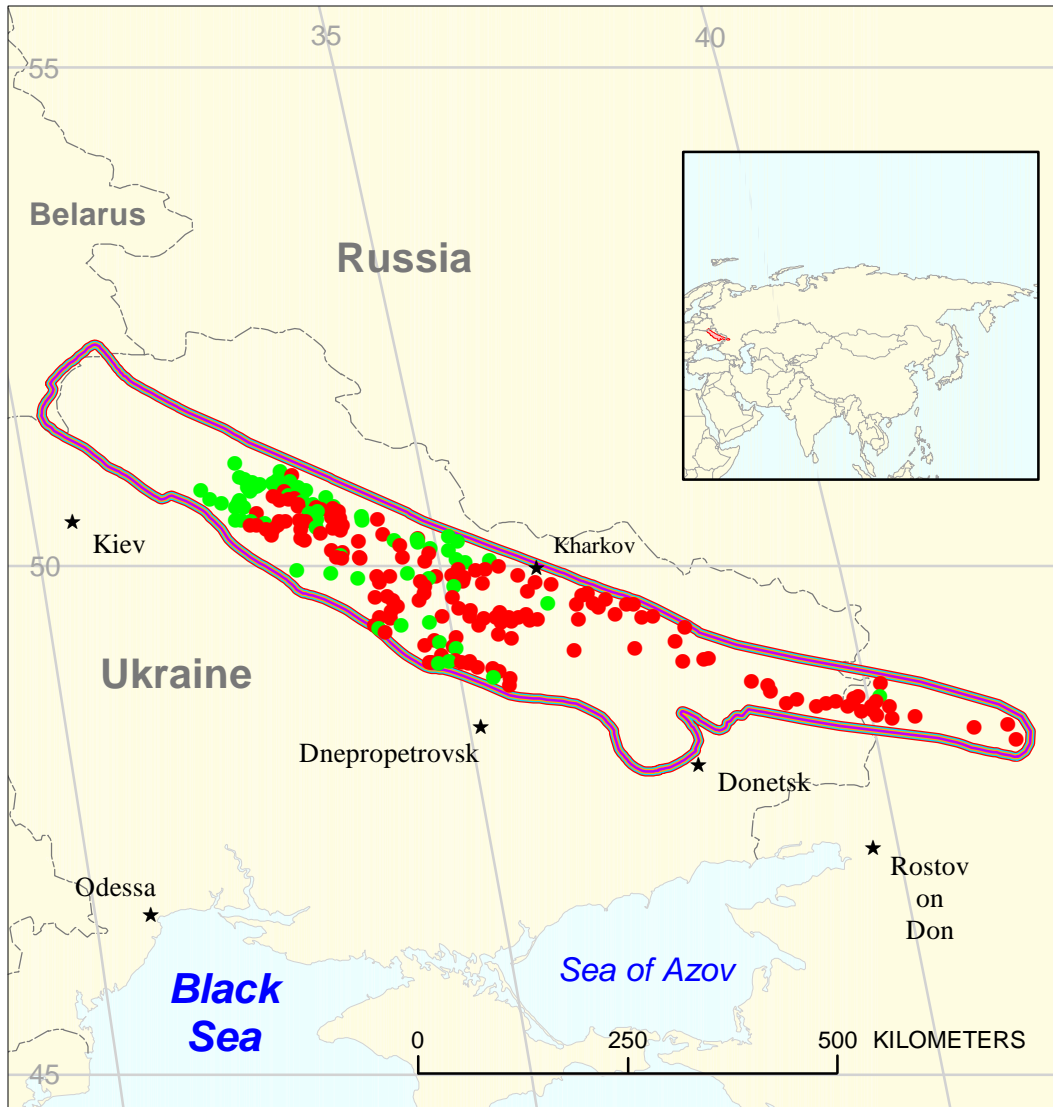 35
40
55
Belarus
Russia
Kiev
Kharkov
50
Ukraine
Dnepropetrovsk
Donetsk
Odessa
Rostov
on
Don
Black
Sea
Sea of Azov
0 250 500 KILOMETERS
45